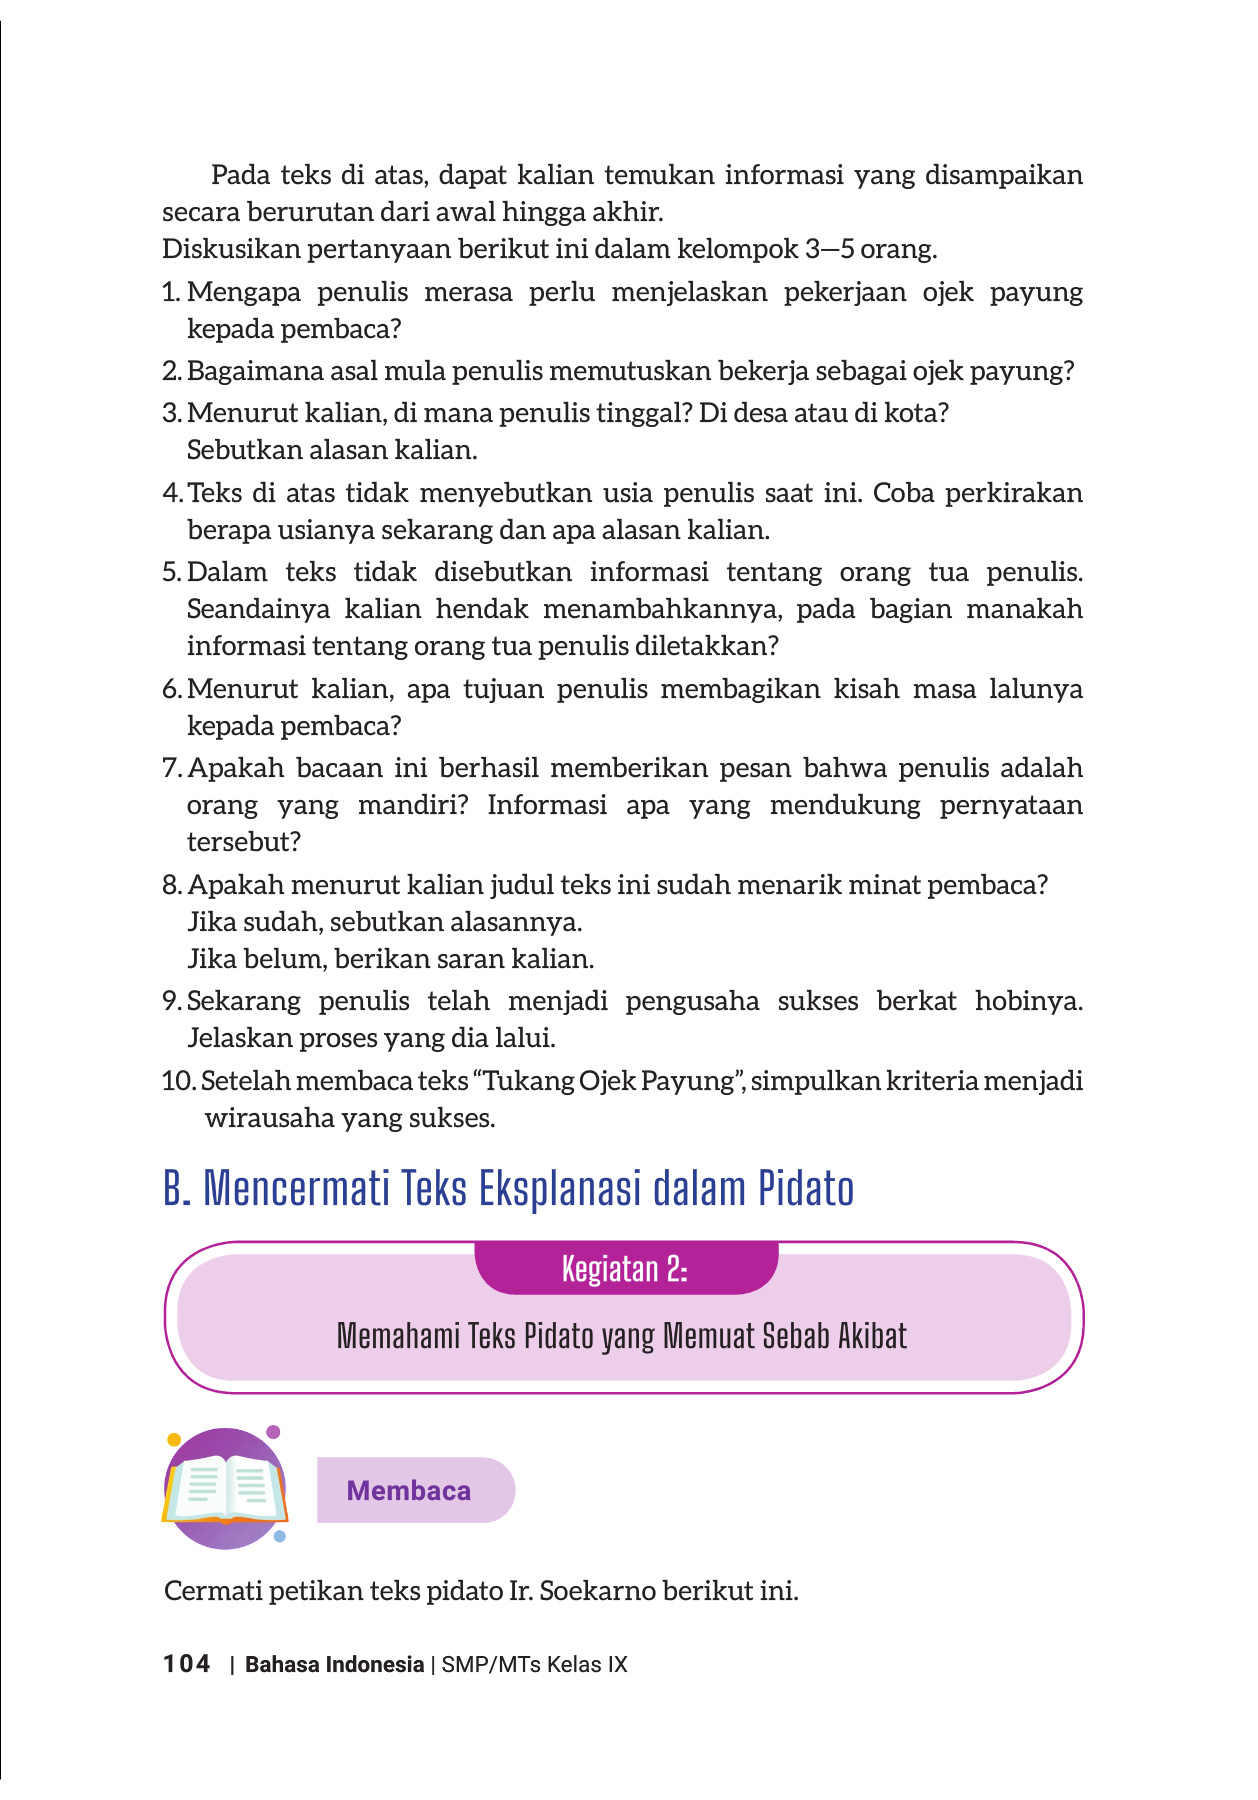 Pada teks di atas, dapat kalian temukan informasi yang disampaikan
secara berurutan dari awal hingga akhir.
Diskusikan pertanyaan berikut ini dalam kelompok 3—5 orang.
1. Mengapa penulis merasa perlu menjelaskan pekerjaan ojek payung
kepada pembaca?
2. Bagaimana asal mula penulis memutuskan bekerja sebagai ojek payung?
3. Menurut kalian, di mana penulis tinggal? Di desa atau di kota?
Sebutkan alasan kalian.
4. Teks di atas tidak menyebutkan usia penulis saat ini. Coba perkirakan
berapa usianya sekarang dan apa alasan kalian.
5. Dalam teks tidak disebutkan informasi tentang orang tua penulis.
Seandainya kalian hendak menambahkannya, pada bagian manakah
informasi tentang orang tua penulis diletakkan?
6. Menurut kalian, apa tujuan penulis membagikan kisah masa lalunya
kepada pembaca?
7. Apakah bacaan ini berhasil memberikan pesan bahwa penulis adalah
orang yang mandiri? Informasi apa yang mendukung pernyataan
tersebut?
8. Apakah menurut kalian judul teks ini sudah menarik minat pembaca?
Jika sudah, sebutkan alasannya.
Jika belum, berikan saran kalian.
9. Sekarang penulis telah menjadi pengusaha sukses berkat hobinya.
Jelaskan proses yang dia lalui.
10. Setelah membaca teks “Tukang Ojek Payung”, simpulkan kriteria menjadi
wirausaha yang sukses.
B. Mencermati Teks Eksplanasi dalam Pidato
Kegiatan 2:
Memahami Teks Pidato yang Memuat Sebab Akibat
Membaca
Cermati petikan teks pidato Ir. Soekarno berikut ini.
104 | Bahasa Indonesia | SMP/MTs Kelas IX